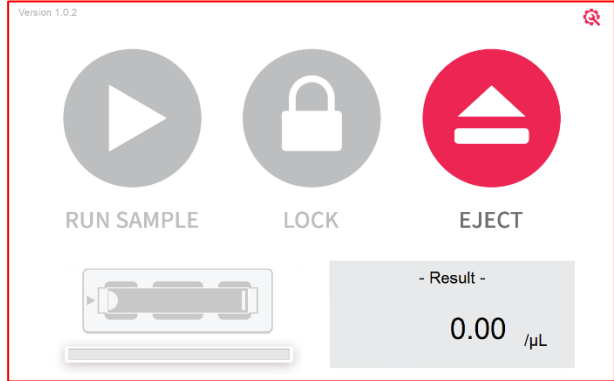 Version 1.0.2
RUN SAMPLE
LOCK
EJECT
- Result -
0.00 /µL